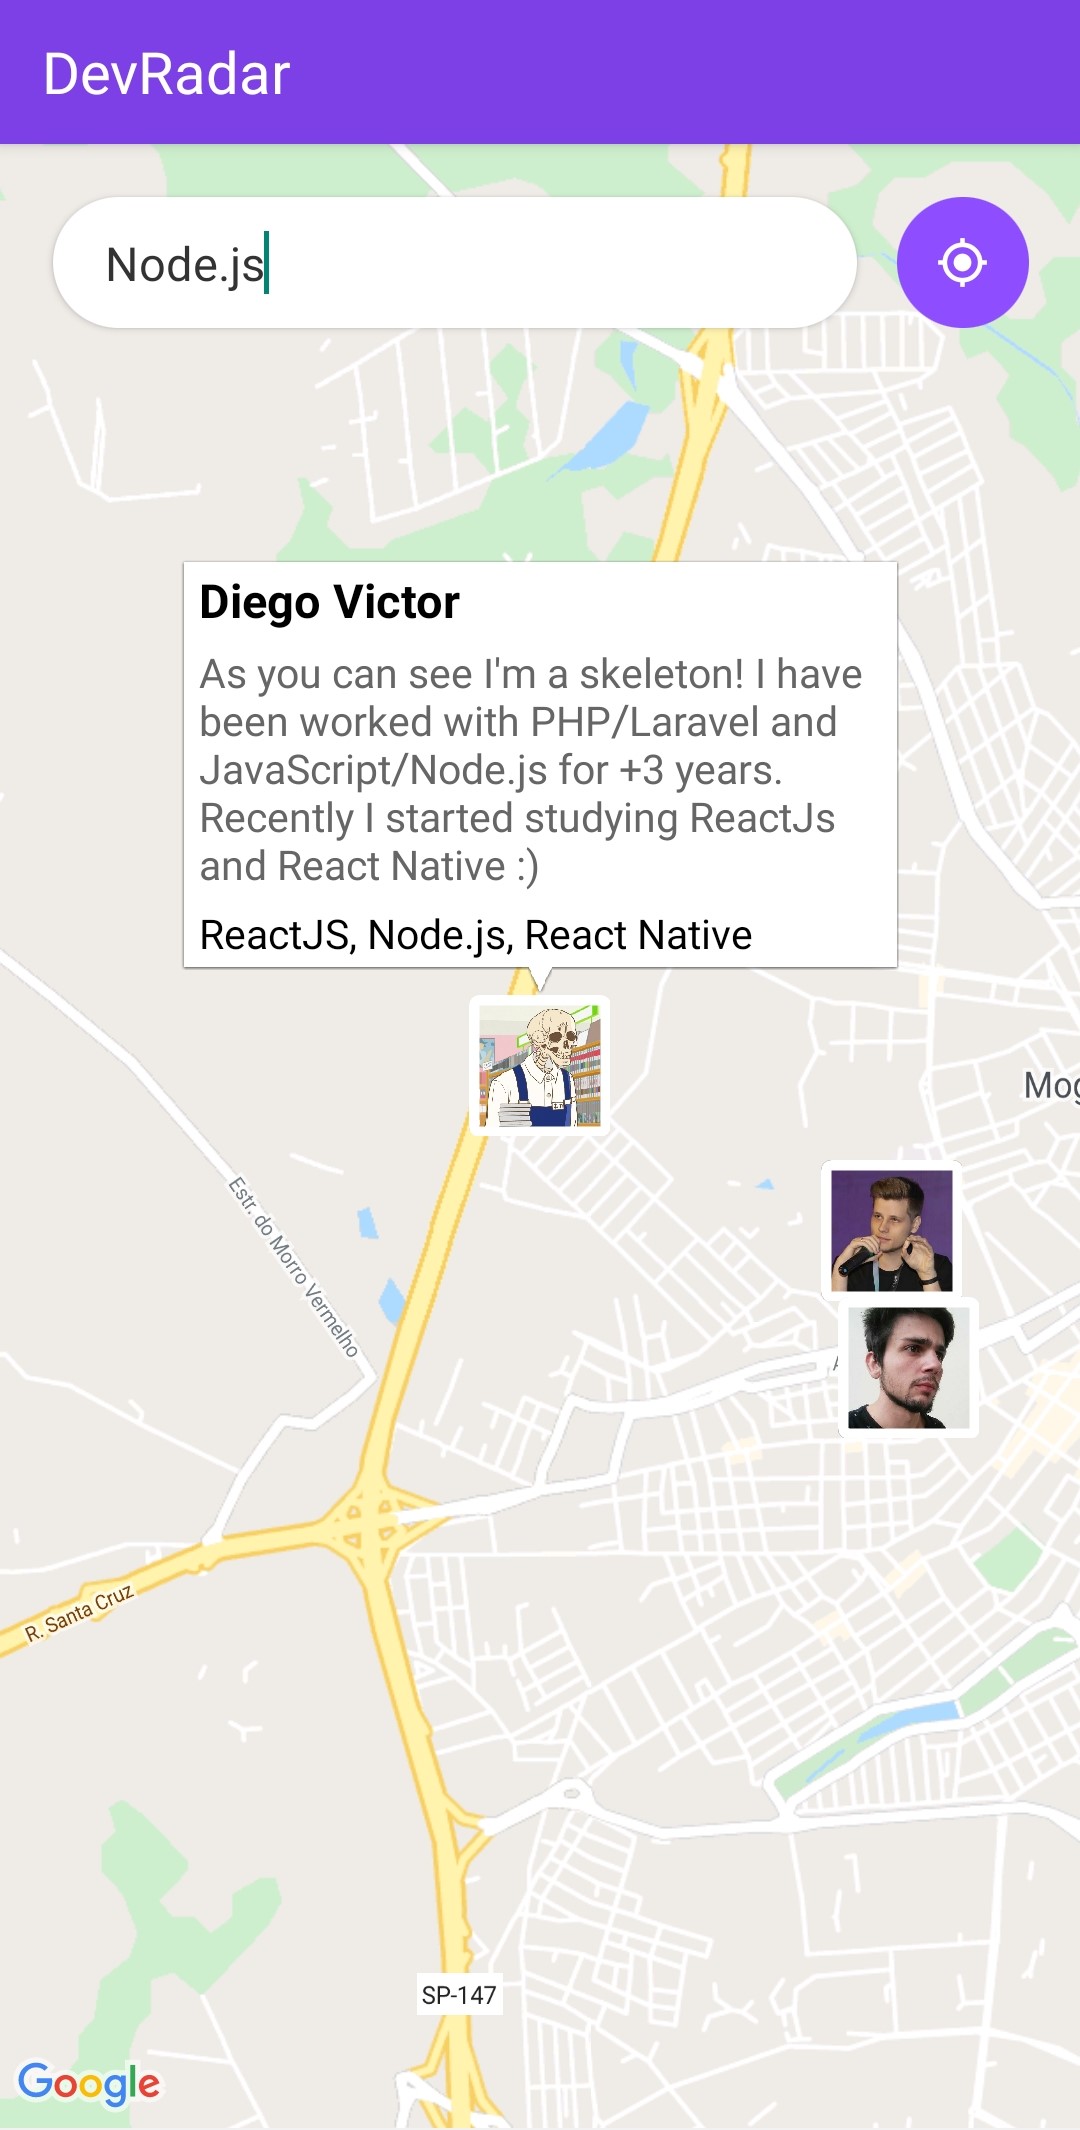 DevRadar
Node.js
Diego Victor
As you can see I'm a skeleton! I have
been worked with PHP/Laravel and
JavaScript/Node.js for +3 years.
Recently I started studying ReactJs
and React Native :)
ReactJS, Node.js, React Native
Mog
Estr. do Morro Vermelho
A
R. Santa Cruz
SP-147
Google